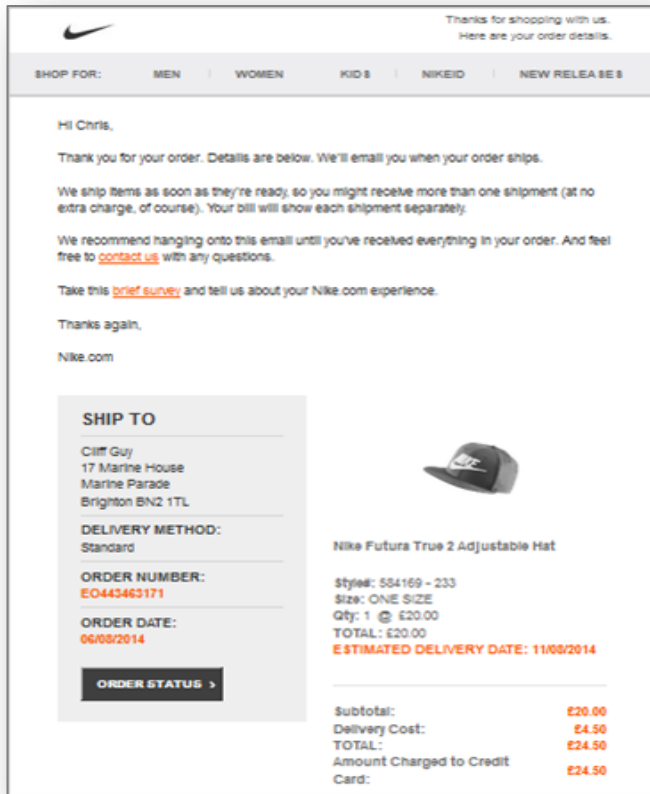 Thanks for shopping with us.
Here are your order details.
SHOP FOR: MEN WOMEN KIDS NIKEID NEW RELEASES
Hi Chris,
Thank you for your order. Details are below. We'll email you when your order ships.
We ship items as soon as they're ready, so you might receive more than one shipment (at no
extra charge, of course). Your bill will show each shipment separately.
We recommend hanging onto this email until you've received everything in your order. And feel
free to contact us with any questions.
Take this brief survey and tell us about your Nike.com experience.
Thanks again,
Nike.com
SHIP TO
Cliff Guy
17 Marine House
Marine Parade
Brighton BN2 1TL
DELIVERY METHOD:
Standard
ORDER NUMBER:
EO443463171
ORDER DATE:
06/08/2014
ORDER STATUS >
NIKE
Nike Futura True 2 Adjustable Hat
Style#: 584169 - 233
Size: ONE SIZE
Qty: 1 @ £20.00
TOTAL: £20.00
ESTIMATED DELIVERY DATE: 11/08/2014
Subtotal: £20.00
Delivery Cost: £4.50
TOTAL: £24.50
Amount Charged to Credit
Card: £24.50